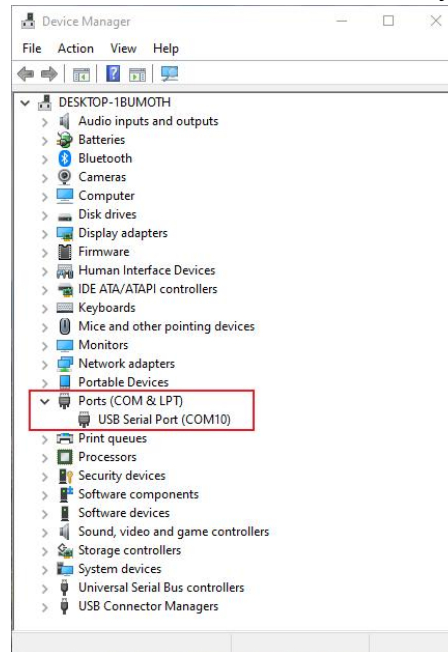 Device Manager
File Action View Help
DESKTOP-1BUMOTH
Audio inputs and outputs
Batteries
Bluetooth
Cameras
Computer
Disk drives
Display adapters
Firmware
Human Interface Devices
IDE ATA/ATAPI controllers
Keyboards
Mice and other pointing devices
Monitors
Network adapters
Portable Devices
Ports (COM & LPT)
USB Serial Port (COM10)
Print queues
Processors
Security devices
Software components
Software devices
Sound, video and game controllers
Storage controllers
System devices
Universal Serial Bus controllers
USB Connector Managers